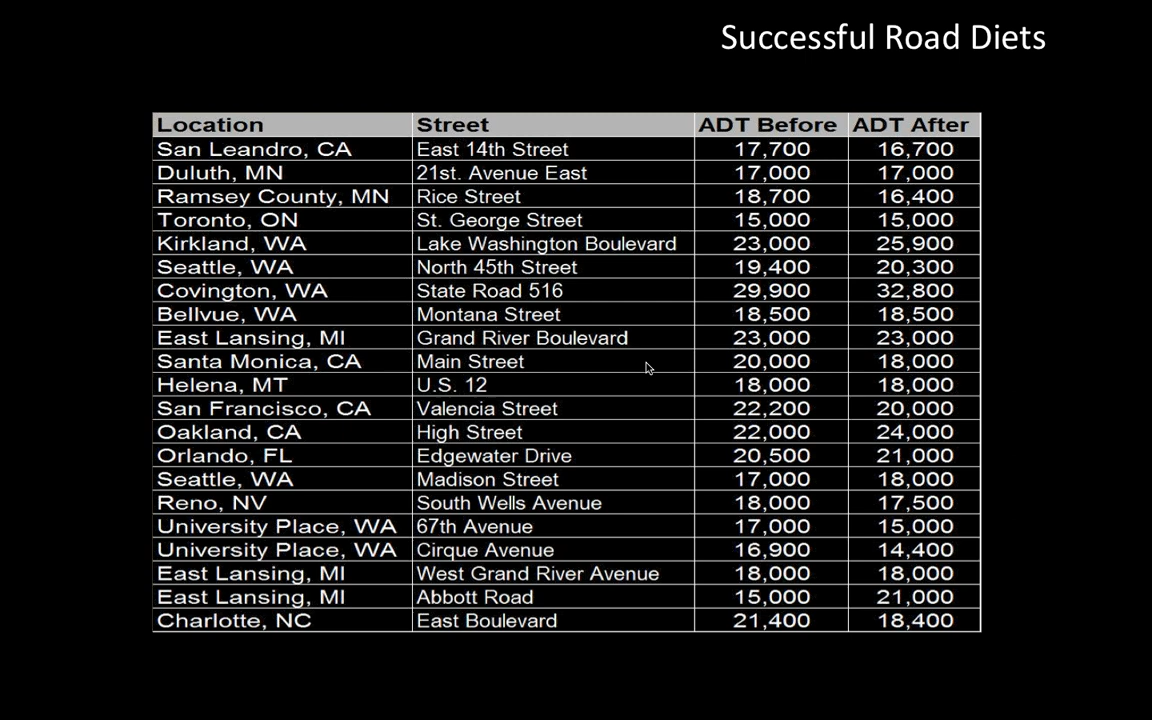 Successful Road Diets
Location Street ADT Before ADT After
San Leandro, CA East 14th Street 17,700 16,700
Duluth, MN 21st. Avenue East 17,000 17,000
Ramsey County, MN Rice Street 18,700 16,400
Toronto, ON St. George Street 15,000 15,000
Kirkland, WA Lake Washington Boulevard 23,000 25,900
Seattle, WA North 45th Street 19,400 20,300
Covington, WA State Road 516 29,900 32,800
Bellvue, WA Montana Street 18,500 18,500
East Lansing, MI Grand River Boulevard 23,000 23,000
Santa Monica, CA Main Street 20,000 18,000
Helena, MT U.S. 12 18,000 18,000
San Francisco, CA Valencia Street 22,200 20,000
Oakland, CA High Street 22,000 24,000
Orlando, FL Edgewater Drive 20,500 21,000
Seattle, WA Madison Street 17,000 18,000
Reno, NV South Wells Avenue 18,000 17,500
University Place, WA 67th Avenue 17,000 15,000
University Place, WA Cirque Avenue 16,900 14,400
East Lansing, MI West Grand River Avenue 18,000 18,000
East Lansing, MI Abbott Road 15,000 21,000
Charlotte, NC East Boulevard 21,400 18,400